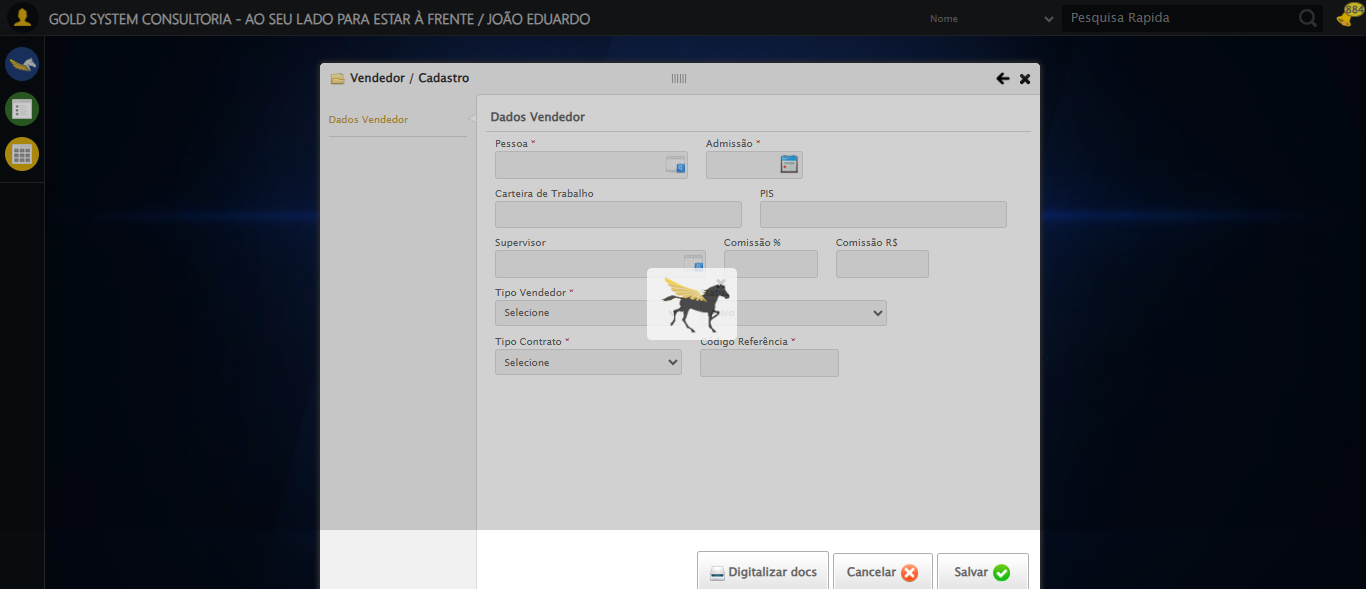 GOLD SYSTEM CONSULTORIA - AO SEU LADO PARA ESTAR À FRENTE / JOÃO EDUARDO
Nome
Pesquisa Rapida
884
Vendedor / Cadastro
Dados Vendedor
Dados Vendedor
Pessoa *
Admissão *
Carteira de Trabalho
PIS
Supervisor
Comissão %
Comissão R$
Tipo Vendedor *
Selecione
Tipo Contrato *
Código Referência *
Selecione
Digitalizar docs
Cancelar
Salvar